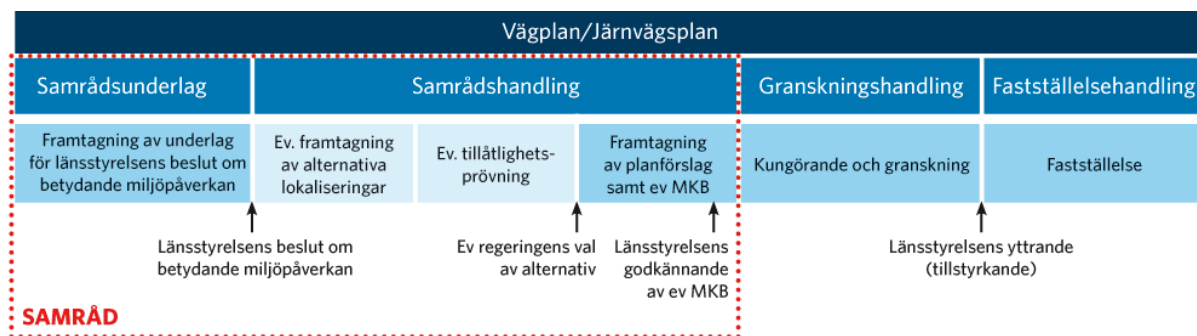 Vägplan/Järnvägsplan
Samrådsunderlag
Samrådshandling
Granskningshandling
Fastställelsehandling
Framtagning av underlag
för länsstyrelsens beslut om
betydande miljöpåverkan
Ev. framtagning
av alternativa
lokaliseringar
Ev. tillåtlighets-
prövning
Framtagning
av planförslag
samt ev MKB
Kungörande och granskning
Fastställelse
Länsstyrelsens beslut om
betydande miljöpåverkan
Ev regeringens val
av alternativ
Länsstyrelsens
godkännande
av ev MKB
Länsstyrelsens yttrande
(tillstyrkande)
SAMRÅD